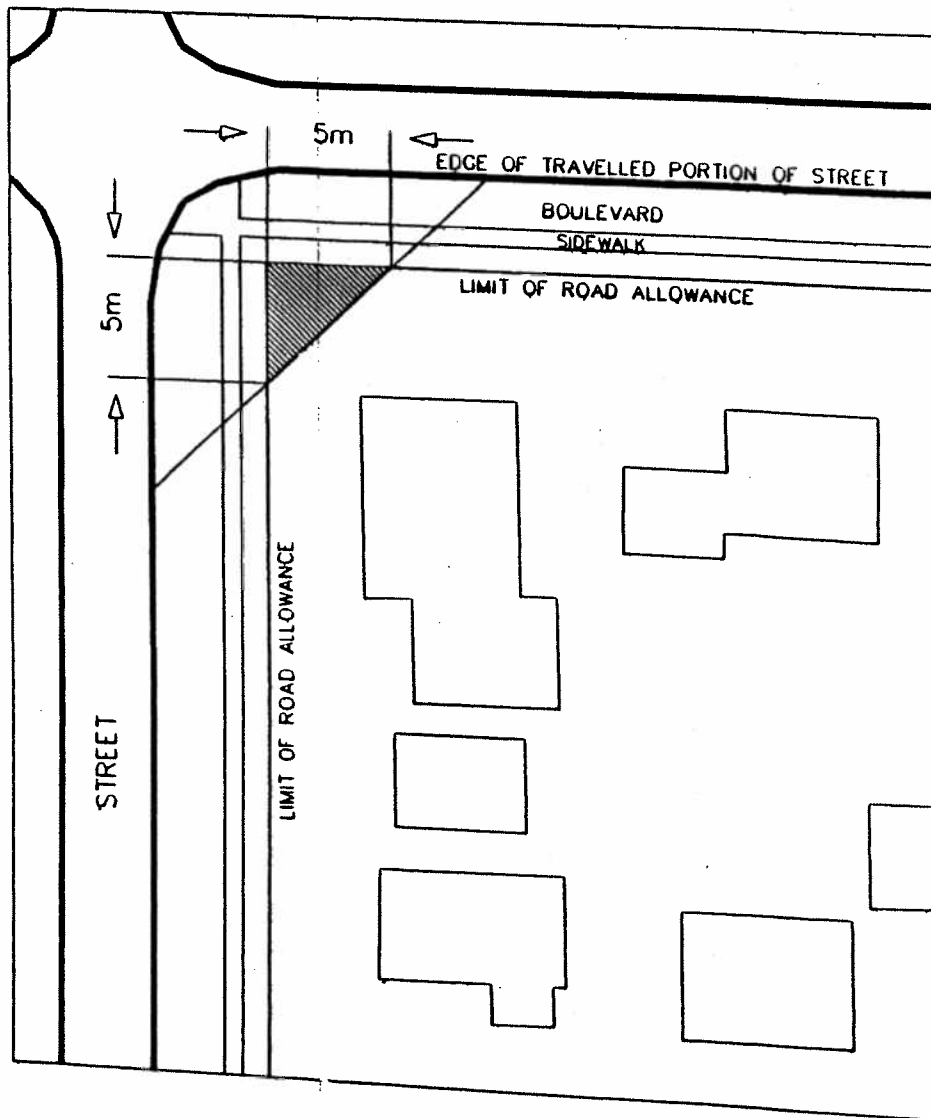 5m
EDGE OF TRAVELLED PORTION OF STREET
BOULEVARD
SIDEWALK
LIMIT OF ROAD ALLOWANCE
5m
LIMIT OF ROAD ALLOWANCE
STREET